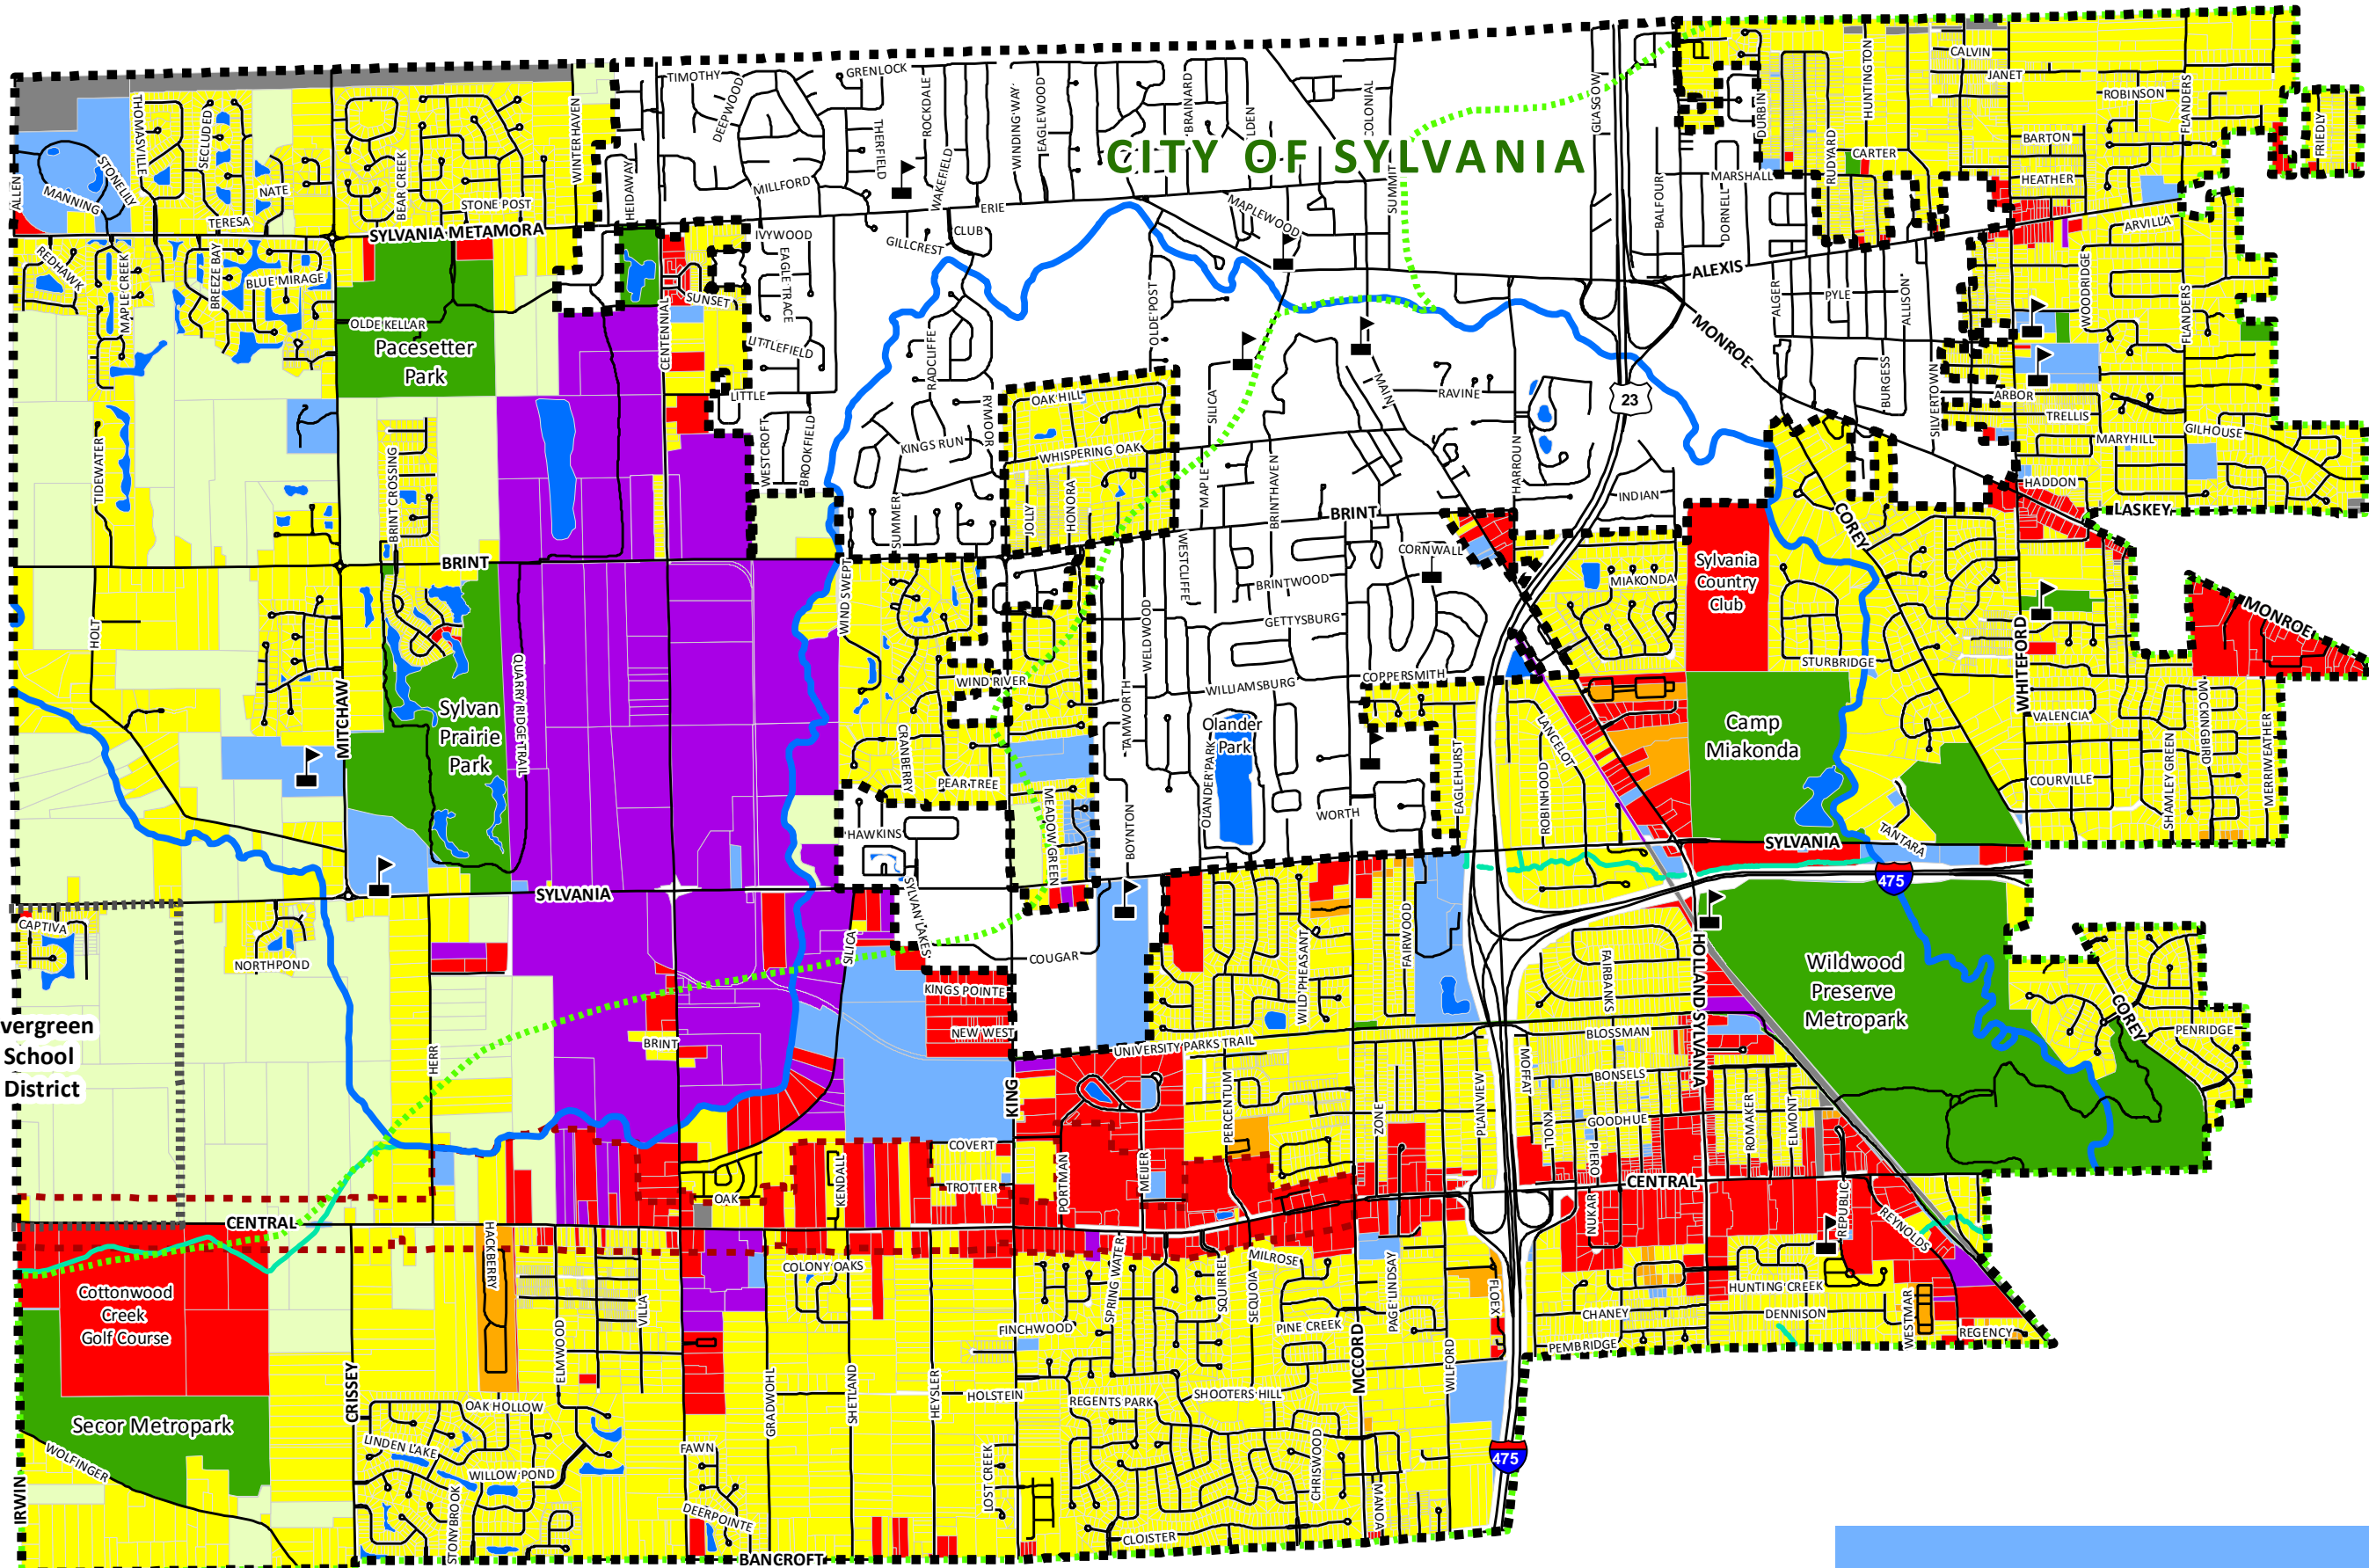 CITY OF SYLVANIA
TIMOTHY
GRENLOCK
DEEPWOOD
ROCKDALE
THERFIELD
WAKEFIELD
WINDING WAY
EAGLEWOOD
BRAINARD
COLONIAL
GLASGOW
HUNTINGTON
CALVIN
JANET
ROBINSON
FLANDERS
FRIEDLY
THOMASVILLE
SECLUDED
STONELILY
MANNING
ALLEN
NATE
TERESA
BEAR CREEK
STONE POST
WINTERHAVEN
HEIDAWAY
MILLFORD
ERIE
CLUB
GILLCREST
MAPLEWOOD
SUMMIT
BALFOUR
DORNELL
MARSHALL
DURBIN
RUDYARD
CARTER
BARTON
HEATHER
ARVILLA
SYLVANIA METAMORA
REDHAWK
MAPLE CREEK
BREEZE BAY
BLUE MIRAGE
OLDE KELLAR
Pacesetter
Park
IVYWOOD
EAGLE TRACE
SUNSET
CENTENNIAL
LITTLEFIELD
LITTLE
WESTCROFT
BROOKFIELD
RADCLIFFE
RYMOOR
KINGS RUN
SUMMER
OLDE POST
OAK HILL
WHISPERING OAK
JOLLY
HONORA
SILICA
MAPLE
BRINTHAVEN
MAIN
RAVINE
HARROUN
INDIAN
23
ALEXIS
MONROE
ALGER
PYLE
ALLISON
BURGESS
SILVERTOWN
WOODRIDGE
FLANDERS
ARBOR
TRELLIS
MARYHILL
GILHOUSE
HADDON
LASKEY
COREY
TIDEWATER
BRINT CROSSING
BRINT
BRINT
CORNWALL
WESTCLIFFE
BRINTWOOD
GETTYSBURG
WELDWOOD
TAMWORTH
WILLIAMSBURG
COPPERSMITH
MIAKONDA
Sylvania
Country
Club
STURBRIDGE
WHITEFORD
MONROE
HOLT
MITCHAW
QUARRY RIDGE TRAIL
Sylvan
Prairie
Park
WIND SWEPT
WIND RIVER
CRANBERRY
PEAR TREE
Olander
Park
OLANDER PARK
EAGLEHURST
LANCELOT
ROBINHOOD
Camp
Miakonda
VALENCIA
MOCKINGBIRD
MERRIWEATHER
SHAMLEY GREEN
COURVILLE
TANTARA
SYLVANIA
HAWKINS
MEADOW GREEN
BOYNTON
WORTH
475
SYLVANIA
SYLVAN LAKES
SILICA
COUGAR
CAPTIVA
NORTHPOND
HERR
BRINT
KINGS POINTE
NEW WEST
KING
UNIVERSITY PARKS TRAIL
WILD PHEASANT
FAIRWOOD
FAIRBANKS
BLOSSMAN
HOLLAND SYLVANIA
Wildwood
Preserve
Metropark
COREY
PENRIDGE
vergreen
School
District
MOFFAT
BONSELS
GOODHUE
KNOLL
PIERO
ROMAKER
ELMONT
PERCENTUM
ZONE
PLAINVIEW
COVERT
TROTTER
PORTMAN
MEIJER
KENDALL
OAK
CENTRAL
CENTRAL
NUKAR
REPUBLIC
REYNOLDS
HACKBERRY
Cottonwood
Creek
Golf Course
VILLA
ELMWOOD
COLONY OAKS
SPRING WATER
SQUIRREL
MILROSE
SEQUOIA
PINE CREEK
FINCHWOOD
PAGE LINDSAY
FLOEX
CHANEY
HUNTING CREEK
DENNISON
WESTMAR
REGENCY
PEMBRIDGE
MCCORD
WILFORD
Secor Metropark
WOLFINGER
IRWIN
CRISSEY
OAK HOLLOW
LINDEN LAKE
WILLOW POND
STONYBROOK
FAWN
DEERPOINTE
GRADWOHL
SHETLAND
HEYSLER
HOLSTEIN
LOST CREEK
REGENTS PARK
SHOOTERS HILL
CHRISWOOD
MANOA
CLOISTER
BANCROFT
475